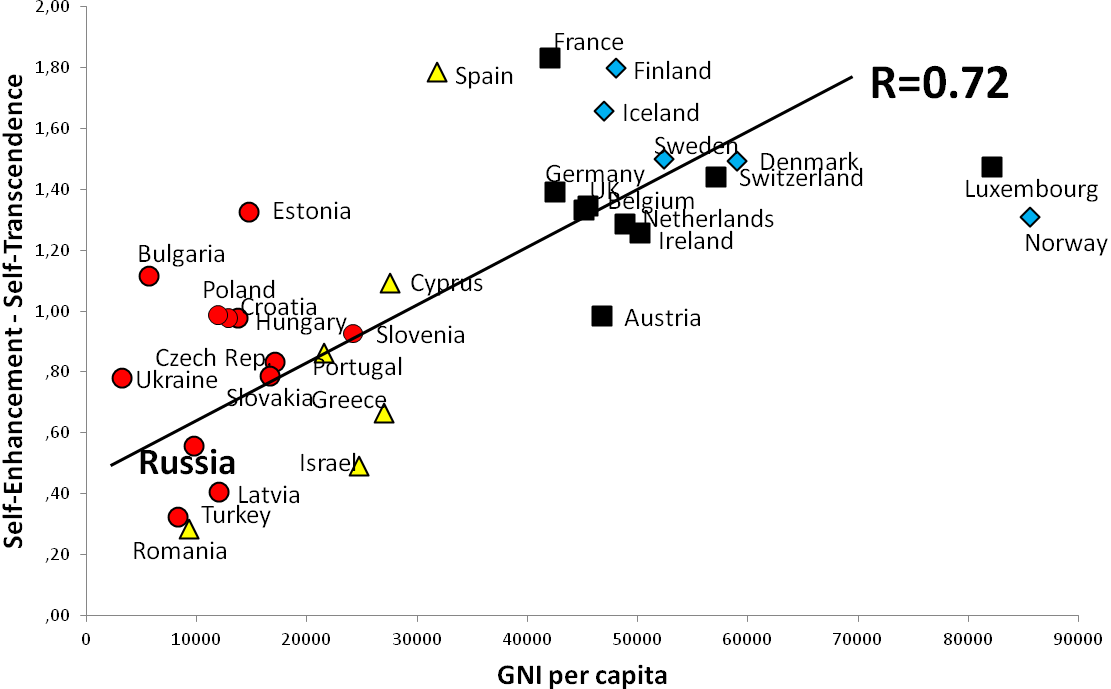 2,00
1,80
1,60
1,40
1,20
1,00
,80
,60
,40
,20
,00
Self-Enhancement - Self-Transcendence
France
Spain
Finland
R=0.72
Iceland
Sweden
Denmark
Germany
Switzerland
UK
Luxembourg
Belgium
Estonia
Netherlands
Ireland
Norway
Bulgaria
Cyprus
Poland
Croatia
Hungary
Austria
Slovenia
Czech Rep
Portugal
Ukraine
Slovakia
Greece
Russia
Israel
Latvia
Turkey
Romania
0
10000
20000
30000
40000
50000
60000
70000
80000
90000
GNI per capita